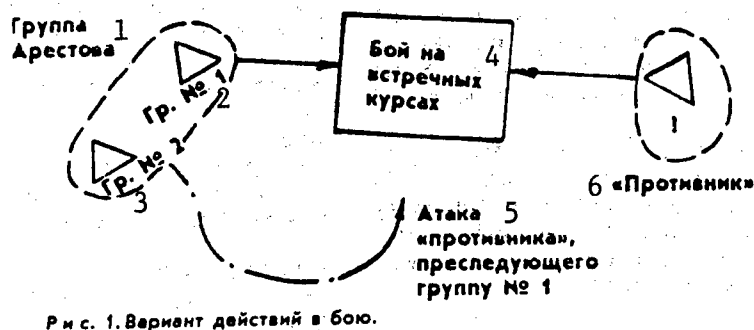 Группа 1
Арестова
Гр. № 1
2
Гр. № 2
3
Бой на 4
встречных
курсах
1
6 «Противник»
Атака 5
«противника»,
преследующего
группу № 1
Рис. 1. Вариант действий в бою.